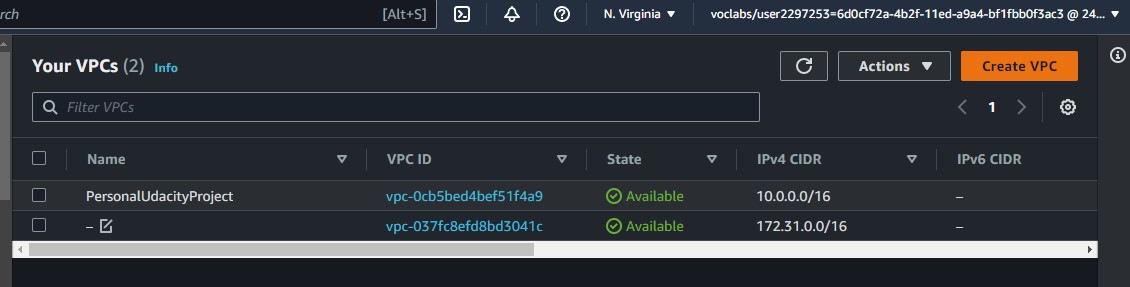 rch [Alt+S] N. Virginia ▼ voclabs/user2297253=6d0cf72a-4b2f-11ed-a9a4-bf1fbb0f3ac3 @ 24... ▼
Your VPCs (2) Info Actions ▼ Create VPC
Filter VPCs 1
Name VPC ID State IPv4 CIDR IPv6 CIDR
PersonalUdacityProject vpc-0cb5bed4bef51f4a9 Available 10.0.0.0/16 –
– vpc-037fc8efd8bd3041c Available 172.31.0.0/16 –